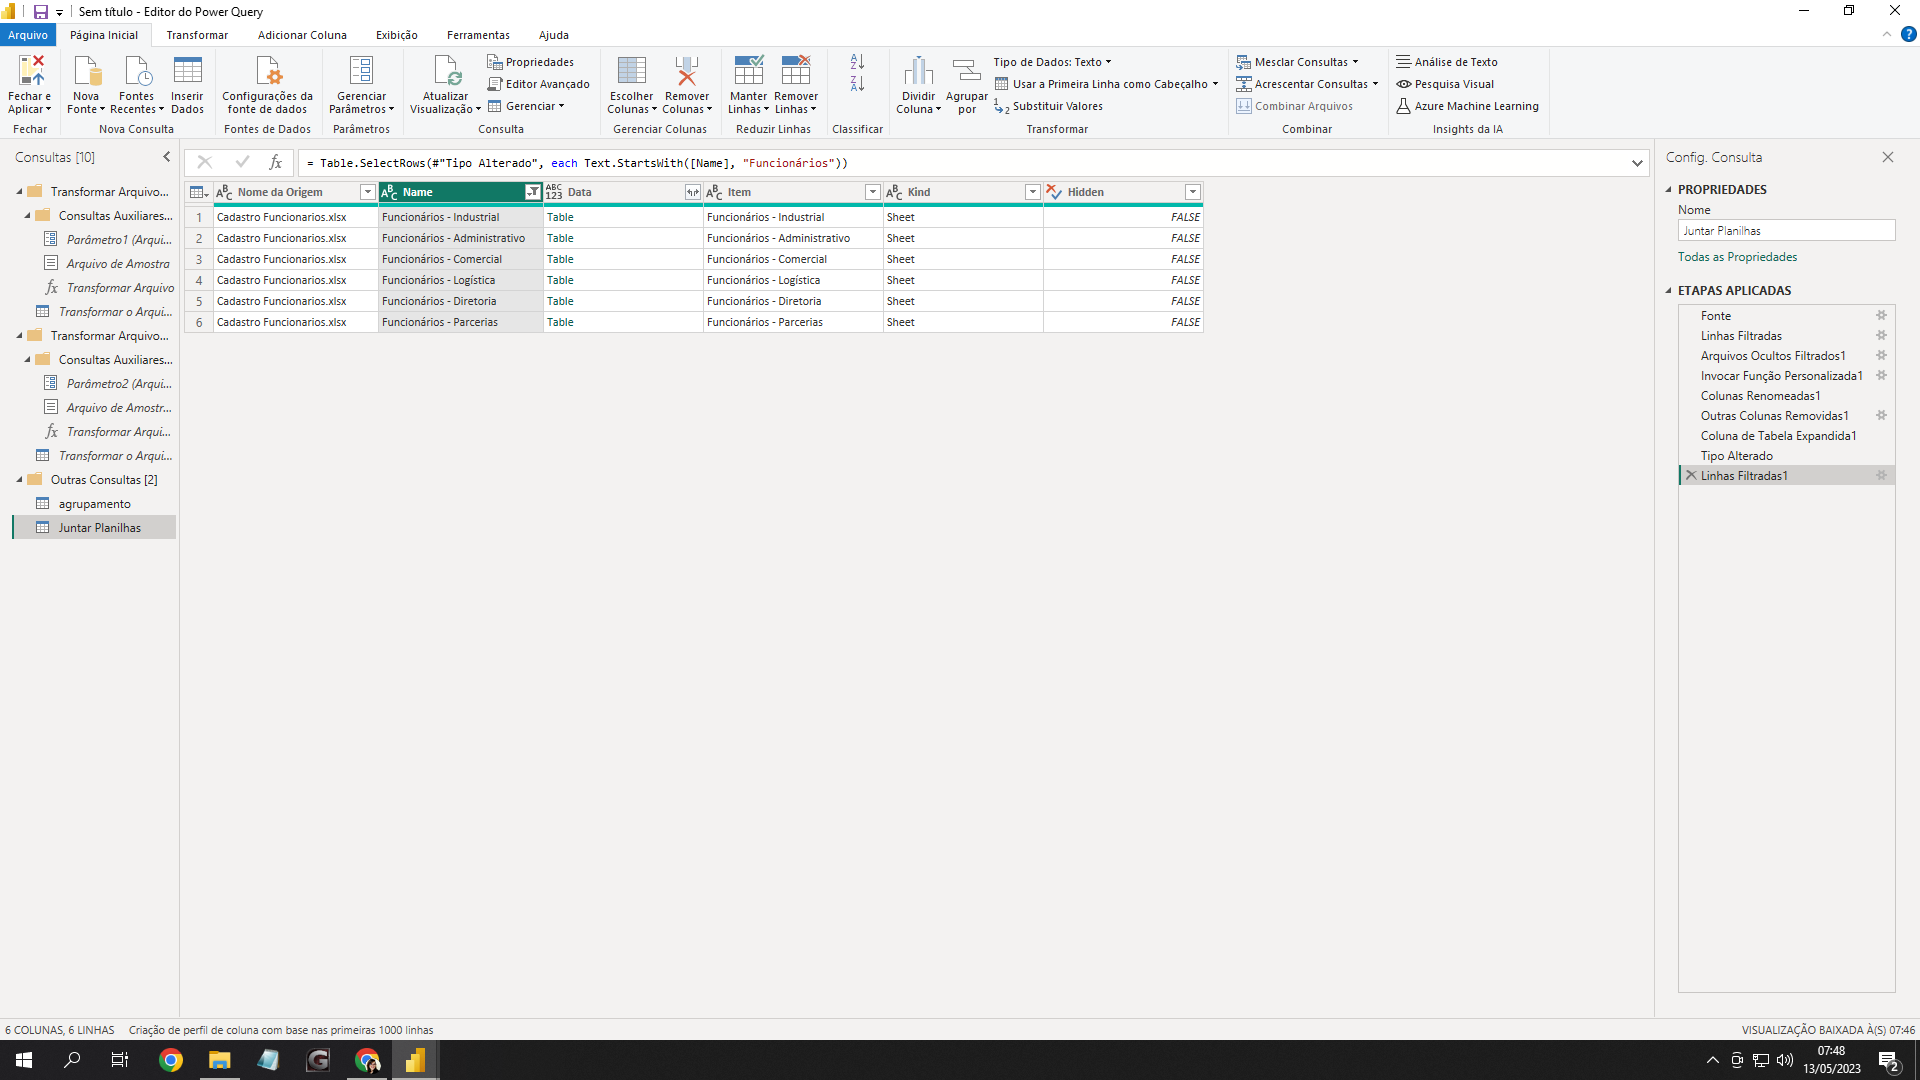 Sem título - Editor do Power Query
Arquivo
Página Inicial
Transformar
Adicionar Coluna
Exibição
Ferramentas
Ajuda
Fechar e Aplicar
Nova Fonte
Fontes Recentes
Inserir Dados
Configurações da fonte de dados
Gerenciar Parâmetros
Atualizar Visualização
Propriedades
Editor Avançado
Gerenciar
Escolher Colunas
Remover Colunas
Manter Linhas
Remover Linhas
Dividir Coluna
Agrupar por
Tipo de Dados: Texto
Usar a Primeira Linha como Cabeçalho
Substituir Valores
Mesclar Consultas
Acrescentar Consultas
Combinar Arquivos
Análise de Texto
Pesquisa Visual
Azure Machine Learning
Fechar
Nova Consulta
Fontes de Dados
Parâmetros
Consulta
Gerenciar Colunas
Reduzir Linhas
Classificar
Transformar
Combinar
Insights da IA
Consultas [10]
Transformar Arquivo...
Consultas Auxiliares...
Parâmetro1 (Arqui...
Arquivo de Amostra
Transformar Arquivo
Transformar o Arqui...
Transformar Arquivo...
Consultas Auxiliares...
Parâmetro2 (Arqui...
Arquivo de Amostr...
Transformar Arqui...
Transformar o Arqui...
Outras Consultas [2]
agrupamento
Juntar Planilhas
= Table.SelectRows(#"Tipo Alterado", each Text.StartsWith([Name], "Funcionários"))
Nome da Origem Name Data Item Kind Hidden
1 Cadastro Funcionarios.xlsx Funcionários - Industrial Table Funcionários - Industrial Sheet FALSE
2 Cadastro Funcionarios.xlsx Funcionários - Administrativo Table Funcionários - Administrativo Sheet FALSE
3 Cadastro Funcionarios.xlsx Funcionários - Comercial Table Funcionários - Comercial Sheet FALSE
4 Cadastro Funcionarios.xlsx Funcionários - Logística Table Funcionários - Logística Sheet FALSE
5 Cadastro Funcionarios.xlsx Funcionários - Diretoria Table Funcionários - Diretoria Sheet FALSE
6 Cadastro Funcionarios.xlsx Funcionários - Parcerias Table Funcionários - Parcerias Sheet FALSE
Config. Consulta
PROPRIEDADES
Nome
Juntar Planilhas
Todas as Propriedades
ETAPAS APLICADAS
Fonte
Linhas Filtradas
Arquivos Ocultos Filtrados1
Invocar Função Personalizada1
Colunas Renomeadas1
Outras Colunas Removidas1
Coluna de Tabela Expandida1
Tipo Alterado
Linhas Filtradas1
6 COLUNAS, 6 LINHAS
Criação de perfil de coluna com base nas primeiras 1000 linhas
VISUALIZAÇÃO BAIXADA À(S) 07:46
07:48
13/05/2023
2